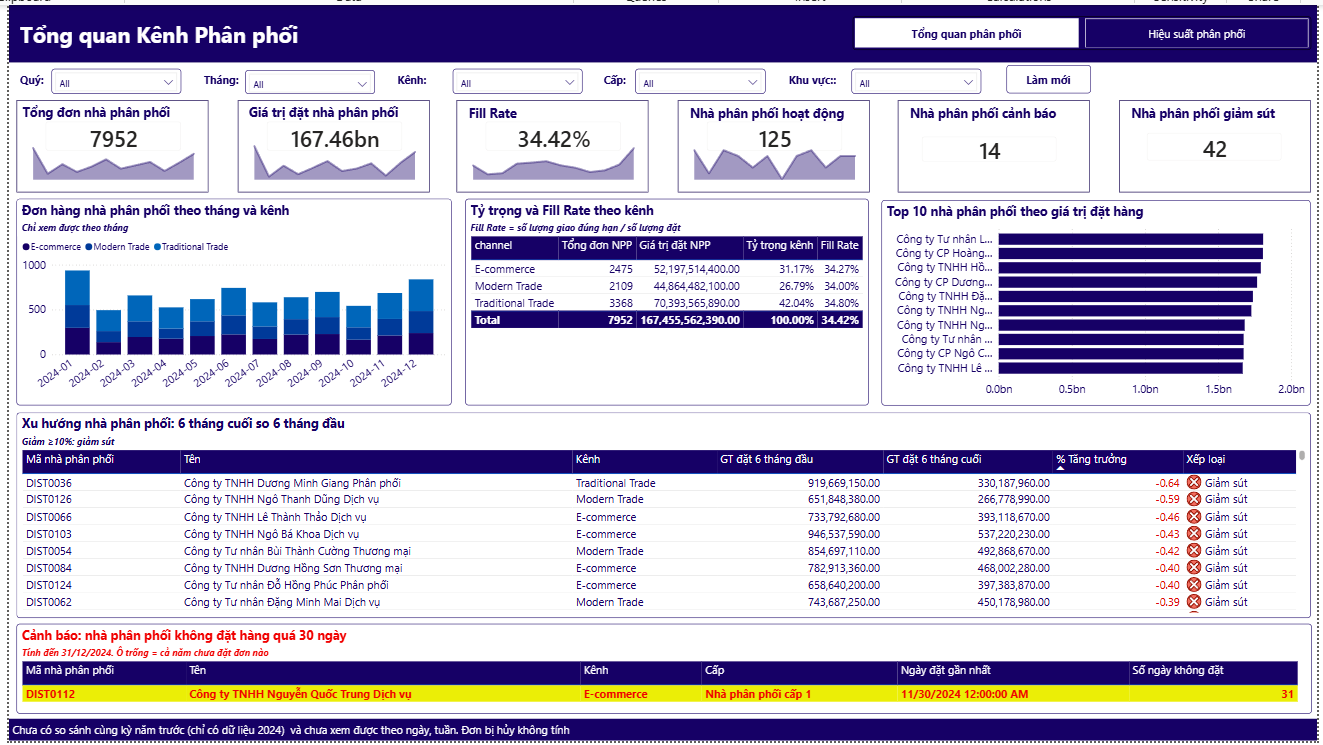 Tổng quan Kênh Phân phối
Tổng quan phân phối
Hiệu suất phân phối
Quý: All
Tháng: All
Kênh: All
Cấp: All
Khu vực:: All
Làm mới
Tổng đơn nhà phân phối
7952
Giá trị đặt nhà phân phối
167.46bn
Fill Rate
34.42%
Nhà phân phối hoạt động
125
Nhà phân phối cảnh báo
14
Nhà phân phối giảm sút
42
Đơn hàng nhà phân phối theo tháng và kênh
Chỉ xem được theo tháng
E-commerce Modern Trade Traditional Trade
1000
500
0
2024-01 2024-02 2024-03 2024-04 2024-05 2024-06 2024-07 2024-08 2024-09 2024-10 2024-11 2024-12
Tỷ trọng và Fill Rate theo kênh
Fill Rate = số lượng giao đúng hạn / số lượng đặt
channel Tổng đơn NPP Giá trị đặt NPP Tỷ trọng kênh Fill Rate
E-commerce 2475 52,197,514,400.00 31.17% 34.27%
Modern Trade 2109 44,864,482,100.00 26.79% 34.00%
Traditional Trade 3368 70,393,565,890.00 42.04% 34.80%
Total 7952 167,455,562,390.00 100.00% 34.42%
Top 10 nhà phân phối theo giá trị đặt hàng
Công ty Tư nhân L...
Công ty CP Hoàng...
Công ty TNHH Hồ...
Công ty CP Dương...
Công ty TNHH Đặ...
Công ty TNHH Ng...
Công ty TNHH Ng...
Công ty Tư nhân ...
Công ty CP Ngô C...
Công ty TNHH Lê ...
0.0bn 0.5bn 1.0bn 1.5bn 2.0bn
Xu hướng nhà phân phối: 6 tháng cuối so 6 tháng đầu
Giảm ≥10%: giảm sút
Mã nhà phân phối Tên Kênh GT đặt 6 tháng đầu GT đặt 6 tháng cuối % Tăng trưởng Xếp loại
DIST0036 Công ty TNHH Dương Minh Giang Phân phối Traditional Trade 919,669,150.00 330,187,960.00 -0.64 Giảm sút
DIST0126 Công ty TNHH Ngô Thanh Dũng Dịch vụ Modern Trade 651,848,380.00 266,778,990.00 -0.59 Giảm sút
DIST0066 Công ty TNHH Lê Thành Thảo Dịch vụ E-commerce 733,792,680.00 393,118,670.00 -0.46 Giảm sút
DIST0103 Công ty TNHH Ngô Bá Khoa Dịch vụ E-commerce 946,537,590.00 537,220,230.00 -0.43 Giảm sút
DIST0054 Công ty Tư nhân Bùi Thành Cường Thương mại Modern Trade 854,697,110.00 492,868,670.00 -0.42 Giảm sút
DIST0084 Công ty TNHH Dương Hồng Sơn Thương mại E-commerce 782,913,360.00 468,002,280.00 -0.40 Giảm sút
DIST0124 Công ty Tư nhân Đỗ Hồng Phúc Phân phối E-commerce 658,640,200.00 397,383,870.00 -0.40 Giảm sút
DIST0062 Công ty Tư nhân Đặng Minh Mai Dịch vụ Modern Trade 743,687,250.00 450,178,980.00 -0.39 Giảm sút
Cảnh báo: nhà phân phối không đặt hàng quá 30 ngày
Tính đến 31/12/2024. Ô trống = cả năm chưa đặt đơn nào
Mã nhà phân phối Tên Kênh Cấp Ngày đặt gần nhất Số ngày không đặt
DIST0112 Công ty TNHH Nguyễn Quốc Trung Dịch vụ E-commerce Nhà phân phối cấp 1 11/30/2024 12:00:00 AM 31
Chưa có so sánh cùng kỳ năm trước (chỉ có dữ liệu 2024) và chưa xem được theo ngày, tuần. Đơn bị hủy không tính